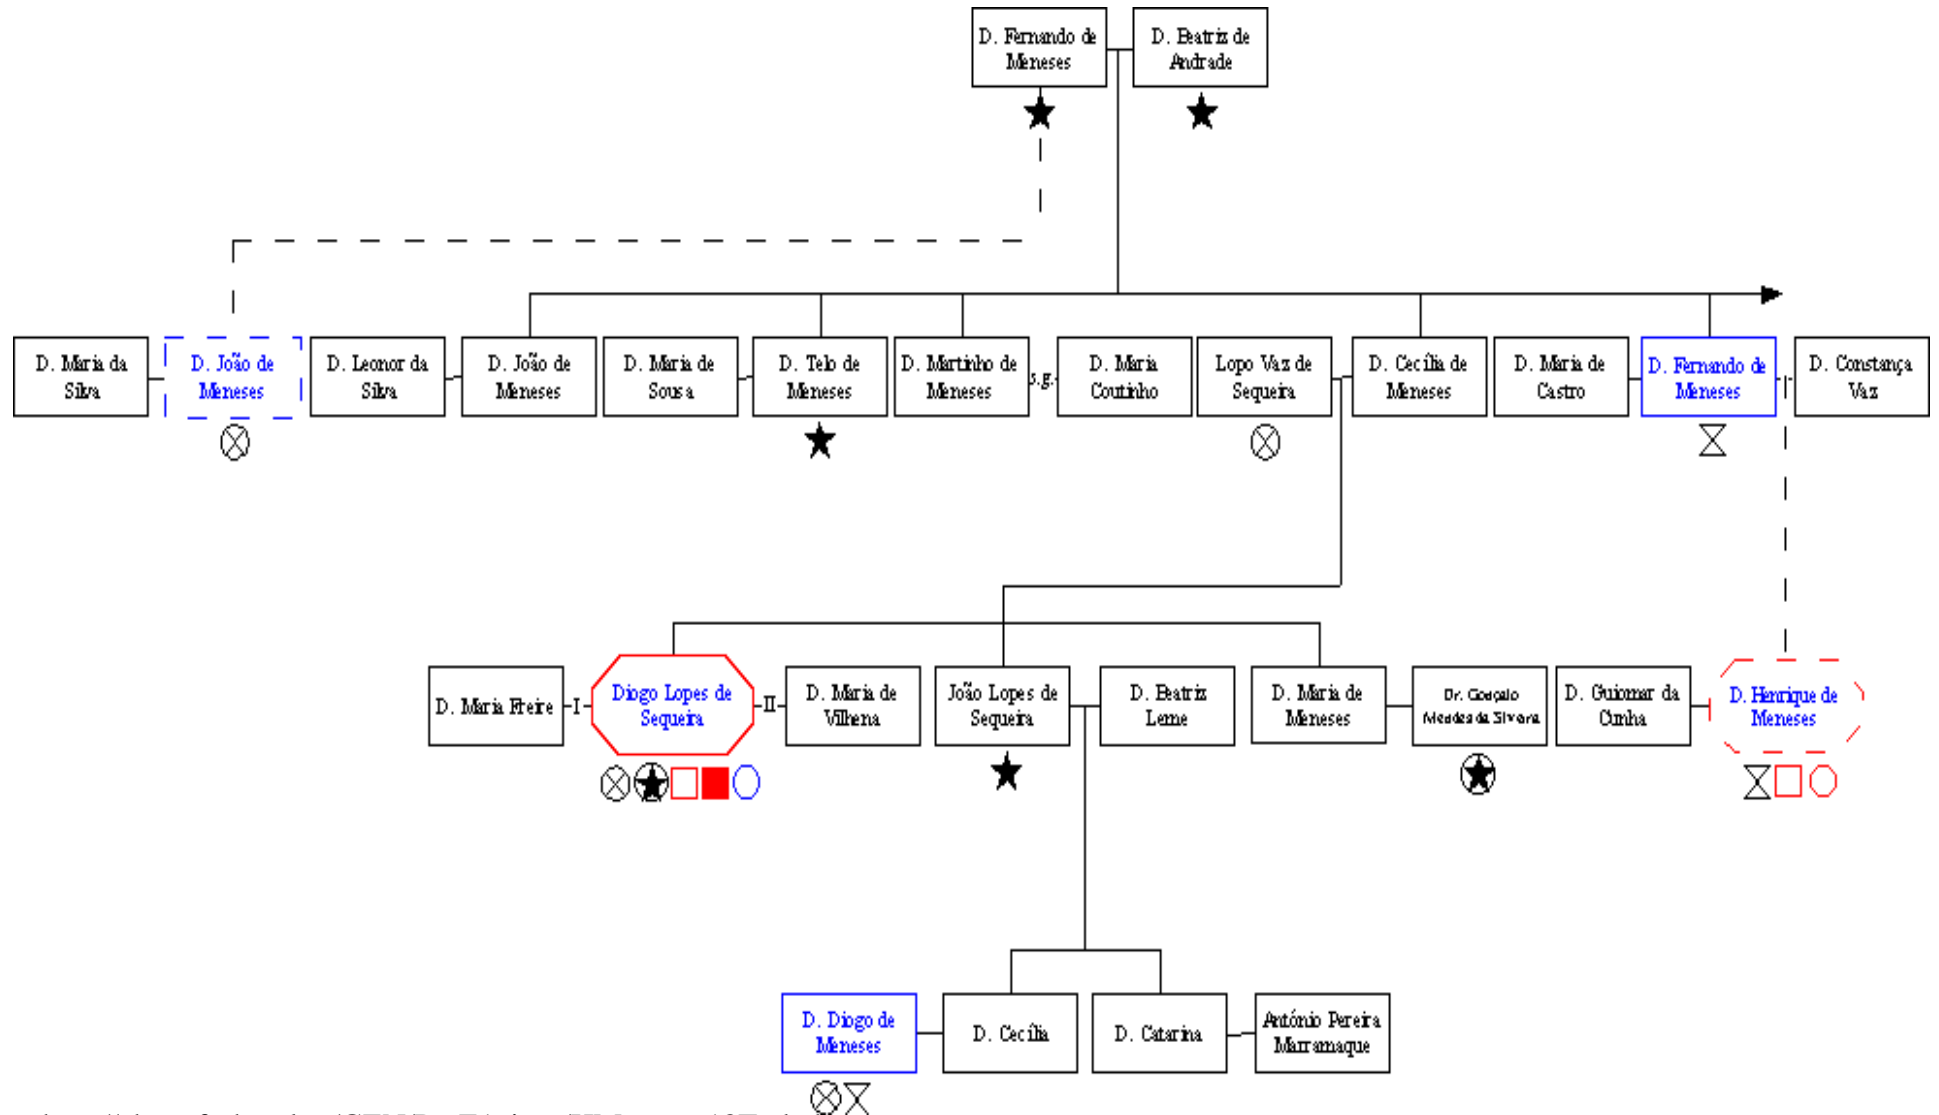 D. Fernando de
Meneses
D. Beatriz de
Andrade
D. Maria da
Silva
D. João de
Meneses
D. Leonor da
Silva
D. João de
Meneses
D. Maria de
Sousa
D. Telo de
Meneses
D. Martinho de
Meneses
s.g.
D. Maria
Coutinho
Lopo Vaz de
Sequeira
D. Cecília de
Meneses
D. Maria de
Castro
D. Fernando de
Meneses
D. Constança
Vaz
D. Maria Freire
I
Diogo Lopes de
Sequeira
II
D. Maria de
Vilhena
João Lopes de
Sequeira
D. Beatriz
Leme
D. Maria de
Meneses
Dr. Gonçalo
Mendes da Silveira
D. Guiomar da
Cunha
D. Henrique de
Meneses
D. Diogo de
Meneses
D. Cecília
D. Catarina
António Pereira
Marramaque